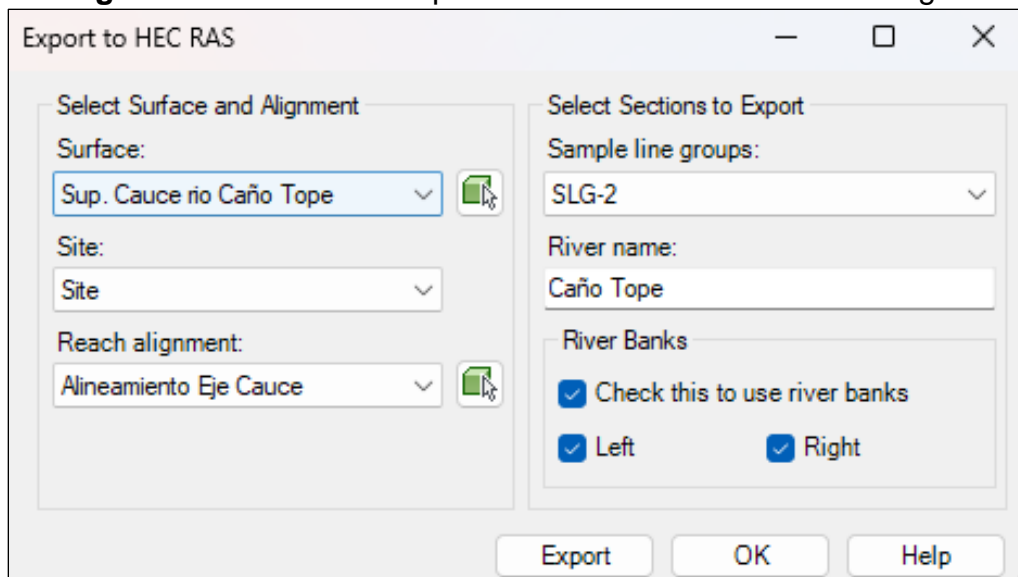 Export to HEC RAS
Select Surface and Alignment
Surface:
Sup. Cauce rio Caño Tope
Site:
Site
Reach alignment:
Alineamiento Eje Cauce
Select Sections to Export
Sample line groups:
SLG-2
River name:
Caño Tope
River Banks
Check this to use river banks
Left
Right
Export
OK
Help